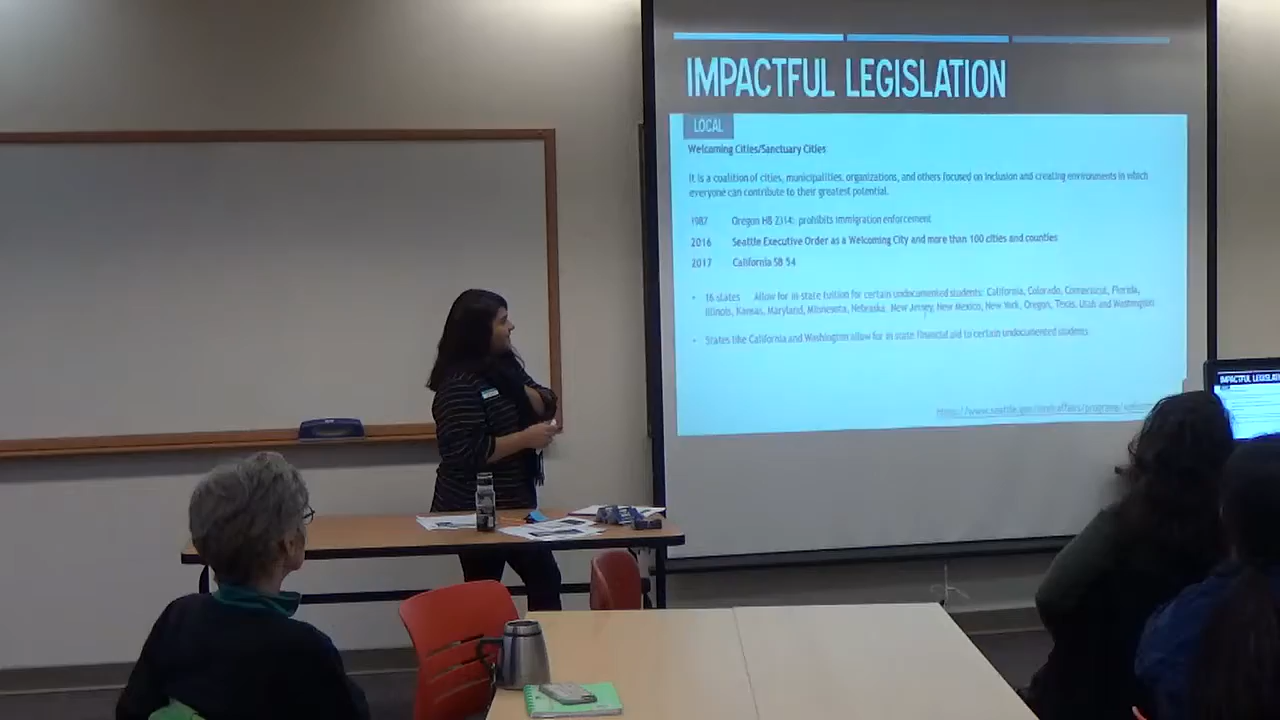 IMPACTFUL LEGISLATION
LOCAL
Welcoming Cities/Sanctuary Cities
It is a coalition of cities, municipalities, organizations, and others focused on inclusion and creating environments in which
everyone can contribute to their greatest potential.
1987 Oregon HB 2314: prohibits immigration enforcement
2016 Seattle Executive Order as a Welcoming City and more than 100 cities and counties
2017 California SB 54
• 16 states Allow for in-state tuition for certain undocumented students: California, Colorado, Connecticut, Florida,
Illinois, Kansas, Maryland, Minnesota, Nebraska, New Jersey, New Mexico, New York, Oregon, Texas, Utah and Washington
• States like California and Washington allow for in state financial aid to certain undocumented students
IMPACTFUL